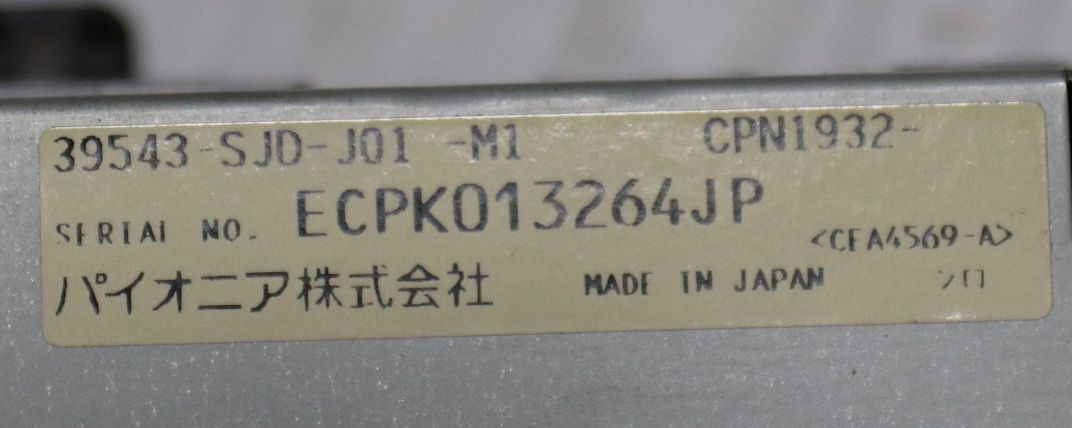 39543-SJD-J01 -M1 CPN1932-
SERIAL NO. ECPK013264JP
<CEA4569-A>
パイオニア株式会社 MADE IN JAPAN